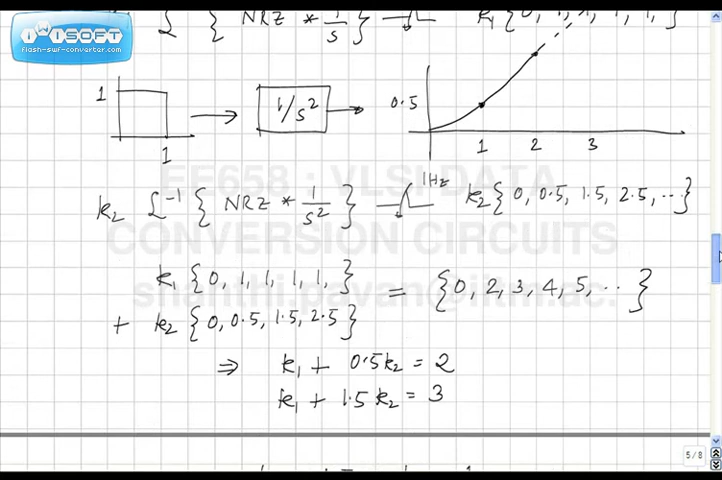 iWiSOFT
flash-swf-converter.com
{ NRZ * 1/s } k₁ { 0, 1, 1, 1, 1, }
1 1/s² 0.5
1 1 2 3
EE658 : VLSI DATA
CONVERSION CIRCUITS
k₂ ℒ⁻¹ { NRZ * 1/s² } 1Hz k₂ { 0, 0.5, 1.5, 2.5, ... }
k₁ { 0, 1, 1, 1, 1, } = { 0, 2, 3, 4, 5, ... }
+ k₂ { 0, 0.5, 1.5, 2.5 }
⇒ k₁ + 0.5k₂ = 2
k₁ + 1.5k₂ = 3
5 / 8